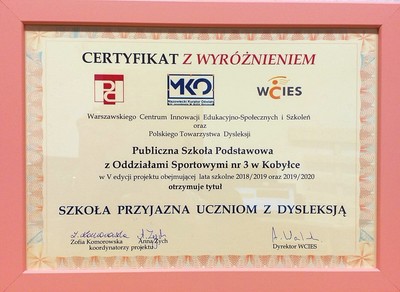 CERTYFIKAT Z WYRÓŻNIENIEM
MKO
WCIES
Warszawskiego Centrum Innowacji Edukacyjno-Społecznych i Szkoleń
oraz
Polskiego Towarzystwa Dysleksji
Publiczna Szkoła Podstawowa
z Oddziałami Sportowymi nr 3 w Kobyłce
w V edycji projektu obejmującej lata szkolne 2018/2019 oraz 2019/2020
otrzymuje tytuł
SZKOŁA PRZYJAZNA UCZNIOM Z DYSLEKSJĄ
Zofia Komorowska Anna Zych
koordynatorzy projektu
Dyrektor WCIES